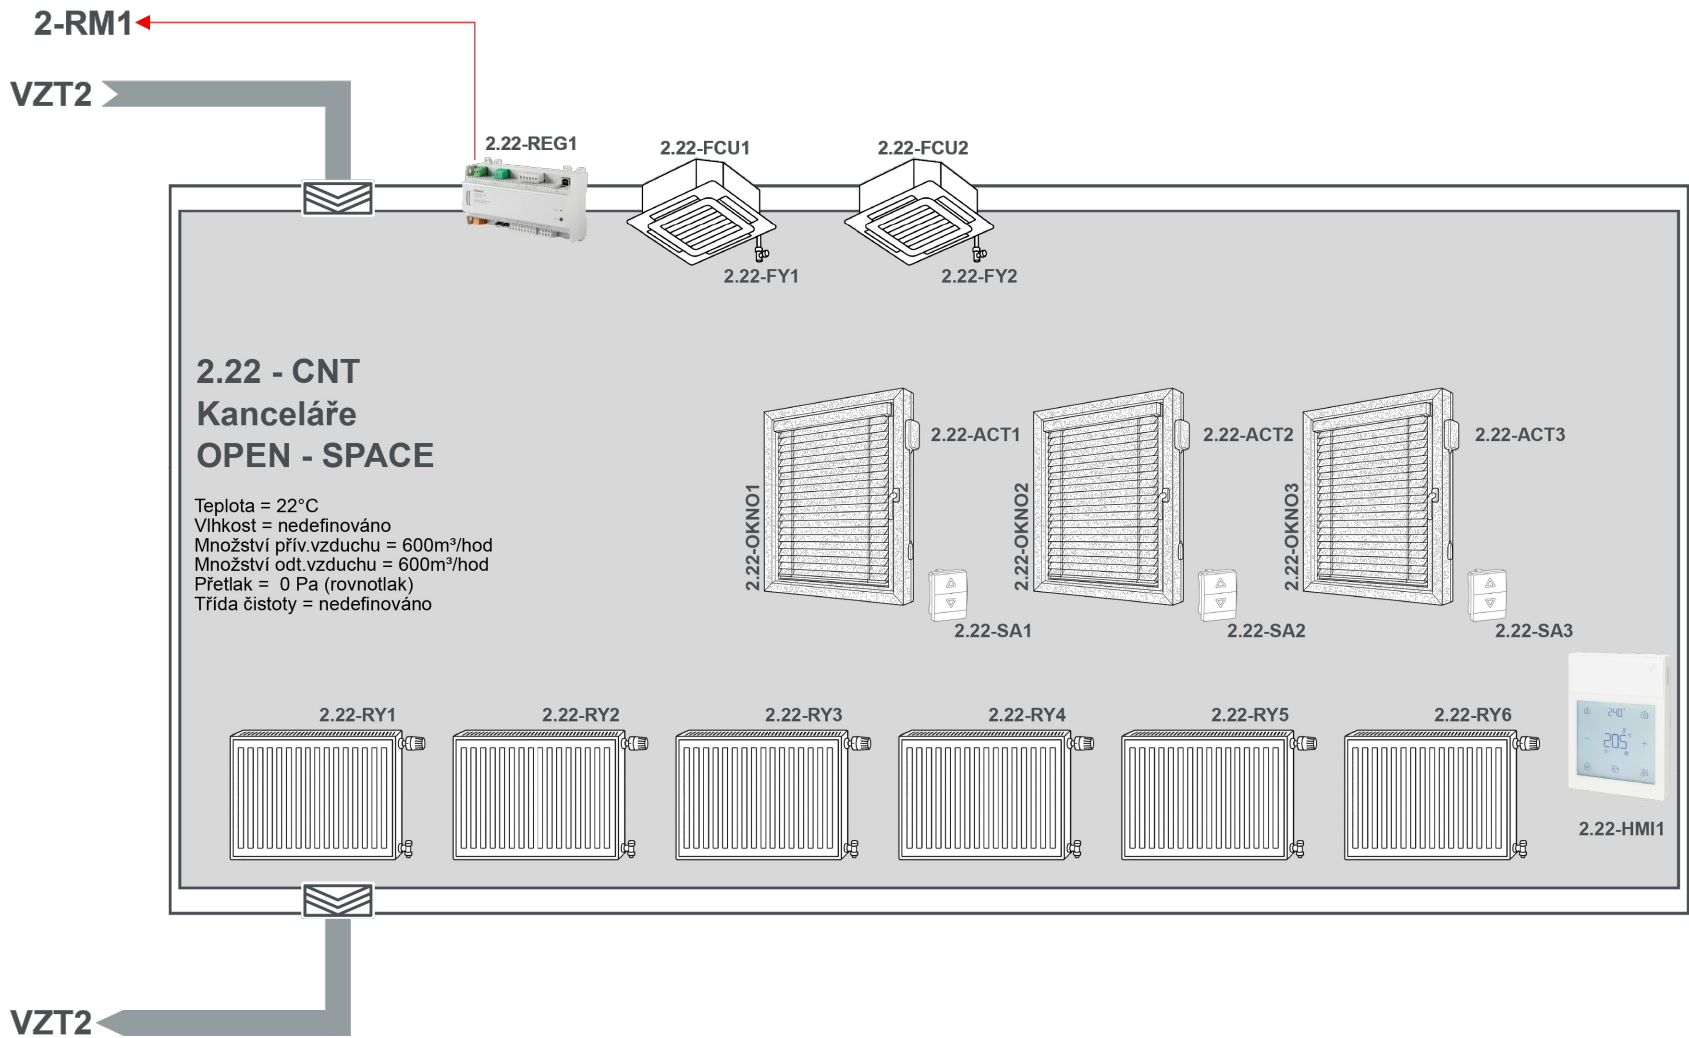 2-RM1
VZT2
2.22-REG1
2.22-FCU1
2.22-FCU2
2.22-FY1
2.22-FY2
2.22 - CNT
Kanceláře
OPEN - SPACE
Teplota = 22°C
Vlhkost = nedefinováno
Množství přív.vzduchu = 600m³/hod
Množství odt.vzduchu = 600m³/hod
Přetlak =  0 Pa (rovnotlak)
Třída čistoty = nedefinováno
2.22-OKNO1
2.22-ACT1
2.22-SA1
2.22-OKNO2
2.22-ACT2
2.22-SA2
2.22-OKNO3
2.22-ACT3
2.22-SA3
2.22-RY1
2.22-RY2
2.22-RY3
2.22-RY4
2.22-RY5
2.22-RY6
240°
205
2.22-HMI1
VZT2